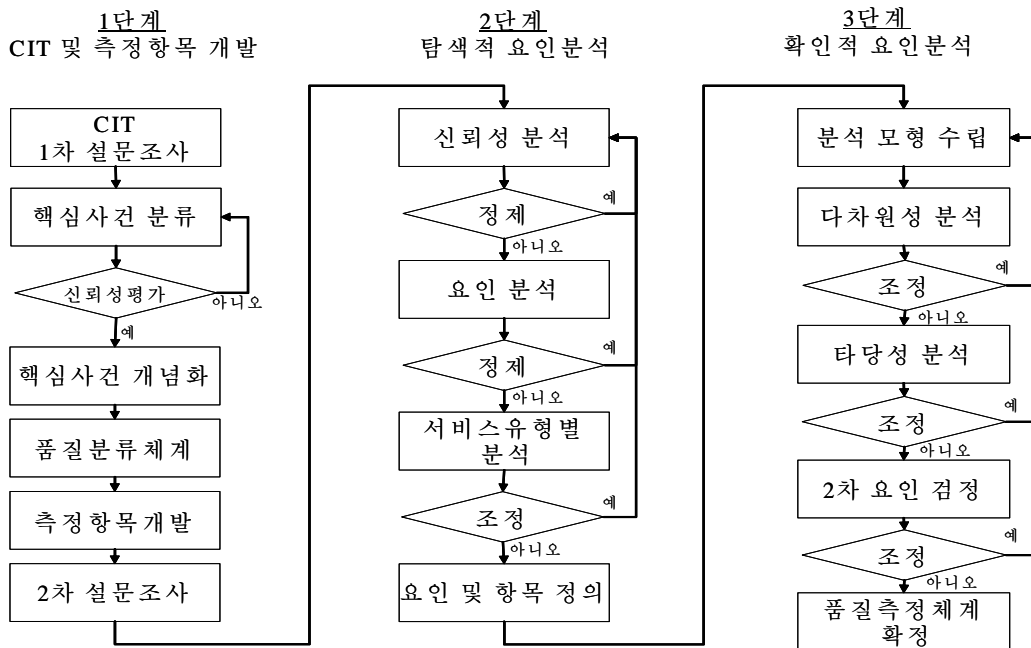 1단계
CIT 및 측정항목 개발
CIT
1차 설문조사
핵심사건 분류
신뢰성평가
아니오
예
핵심사건 개념화
품질분류체계
측정항목개발
2차 설문조사
2단계
탐색적 요인분석
신뢰성 분석
정제
예
아니오
요인 분석
정제
예
아니오
서비스유형별
분석
조정
예
아니오
요인 및 항목 정의
3단계
확인적 요인분석
분석 모형 수립
다차원성 분석
조정
예
아니오
타당성 분석
조정
예
아니오
2차 요인 검정
조정
예
아니오
품질측정체계
확정